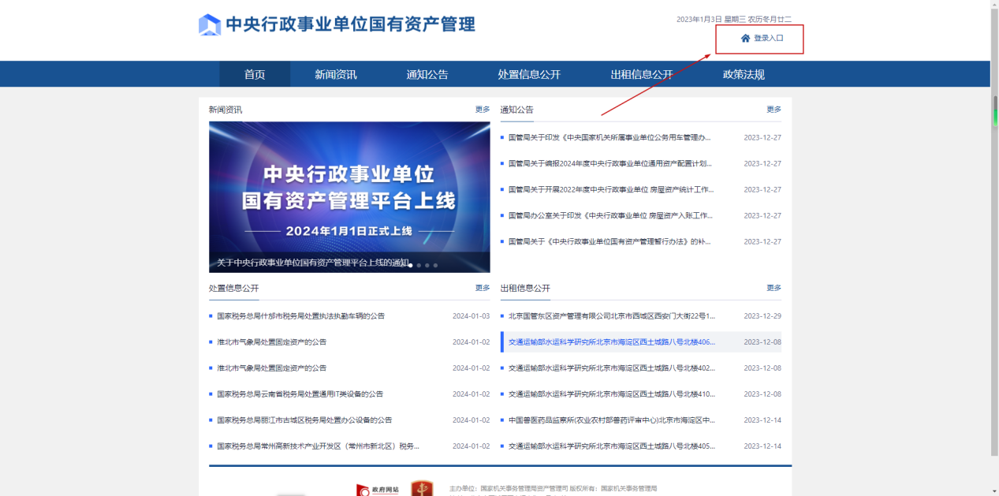 中央行政事业单位国有资产管理
2023年1月3日 星期三 农历冬月廿二
登录入口
首页 新闻资讯 通知公告 处置信息公开 出租信息公开 政策法规
新闻资讯 更多
中央行政事业单位
国有资产管理平台上线
2024年1月1日正式上线
关于中央行政事业单位国有资产管理平台上线的通知
通知公告 更多
国管局关于印发《中央国家机关所属事业单位公务用车管理办... 2023-12-27
国管局关于编报2024年度中央行政事业单位通用资产配置计划... 2023-12-27
国管局关于开展2022年度中央行政事业单位 房屋资产统计工作... 2023-12-27
国管局办公室关于印发《中央行政事业单位 房屋资产入账工作... 2023-12-27
国管局关于《中央行政事业单位国有资产管理暂行办法》的补... 2023-12-27
处置信息公开 更多
国家税务总局什邡市税务局处置执法执勤车辆的公告 2024-01-03
淮北市气象局处置固定资产的公告 2024-01-02
淮北市气象局处置固定资产的公告 2024-01-02
国家税务总局云南省税务局处置通用IT类设备的公告 2024-01-02
国家税务总局丽江市古城区税务局处置办公设备的公告 2024-01-02
国家税务总局常州高新技术产业开发区（常州市新北区）税务... 2024-01-02
出租信息公开 更多
北京国管东区资产管理有限公司北京市西城区西安门大街22号1... 2023-12-29
交通运输部水运科学研究所北京市海淀区西土城路八号北楼406... 2023-12-08
交通运输部水运科学研究所北京市海淀区西土城路八号北楼402... 2023-12-08
交通运输部水运科学研究所北京市海淀区西土城路八号北楼410... 2023-12-08
中国兽医药品监察所(农业农村部兽药评审中心)北京市海淀区中... 2023-12-14
交通运输部水运科学研究所北京市海淀区西土城路八号北楼405... 2023-12-14
政府网站
主办单位：国家机关事务管理局资产管理司 版权所有：国家机关事务管理局